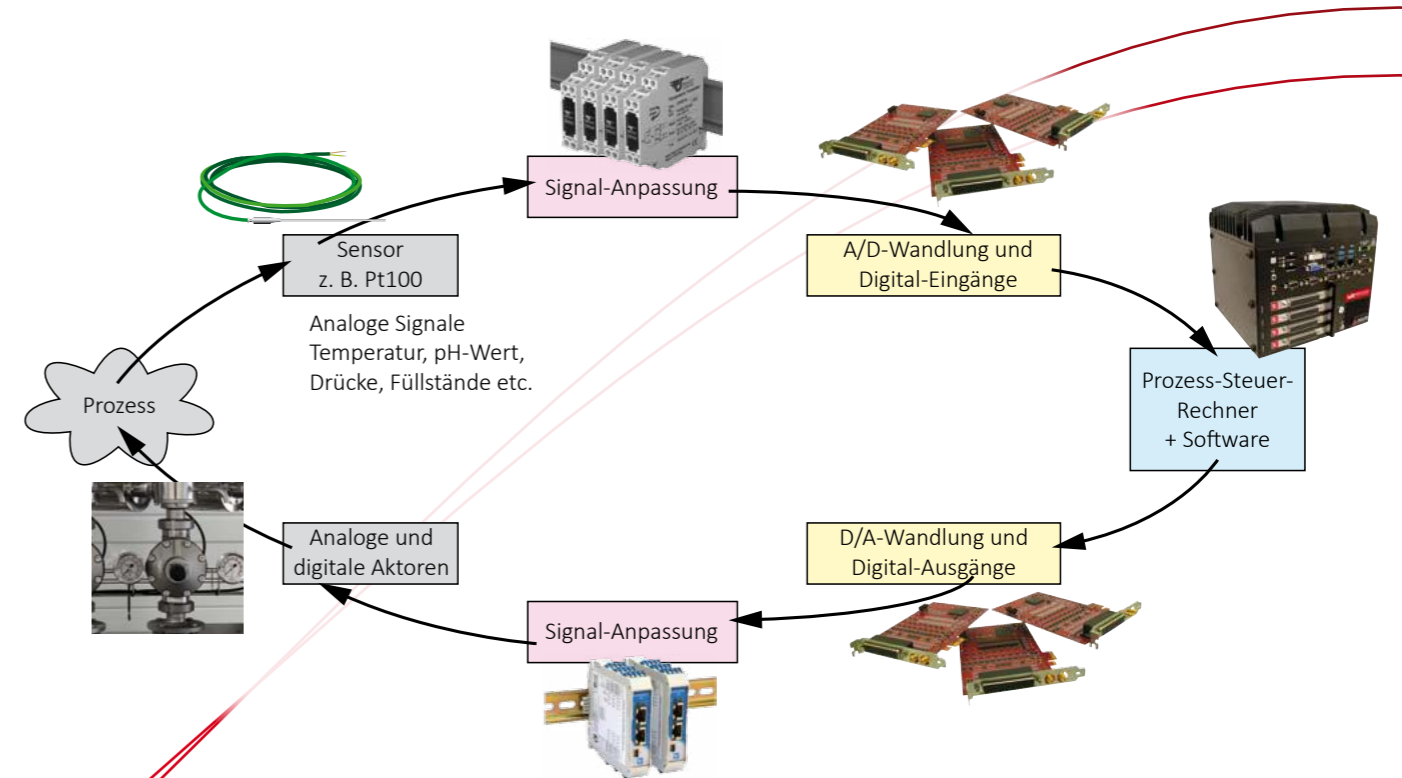 Signal-Anpassung
Sensor
z. B. Pt100
A/D-Wandlung und
Digital-Eingänge
Analoge Signale
Temperatur, pH-Wert,
Drücke, Füllstände etc.
Prozess-Steuer-
Rechner
+ Software
Prozess
Analoge und
digitale Aktoren
D/A-Wandlung und
Digital-Ausgänge
Signal-Anpassung